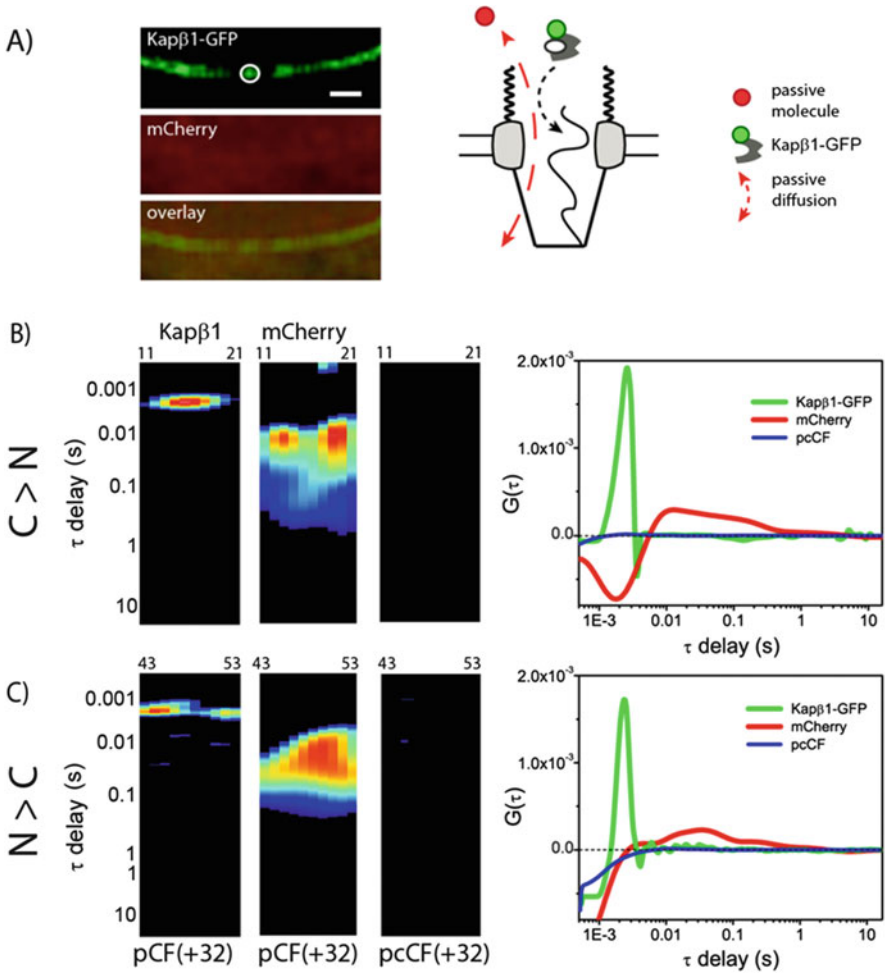 A)
Kapβ1-GFP
mCherry
overlay
passive
molecule
Kapβ1-GFP
passive
diffusion
B)
Kapβ1
mCherry
11 21
11 21
11 21
C > N
τ delay (s)
0.001
0.01
0.1
1
10
2.0x10⁻³
1.0x10⁻³
0.0
G(τ)
Kapβ1-GFP
mCherry
pcCF
1E-3 0.01 0.1 1 10
τ delay (s)
C)
43 53
43 53
43 53
N > C
τ delay (s)
0.001
0.01
0.1
1
1
10
pCF(+32)
pCF(+32)
pcCF(+32)
2.0x10⁻³
1.0x10⁻³
0.0
G(τ)
Kapβ1-GFP
mCherry
pcCF
1E-3 0.01 0.1 1 10
τ delay (s)